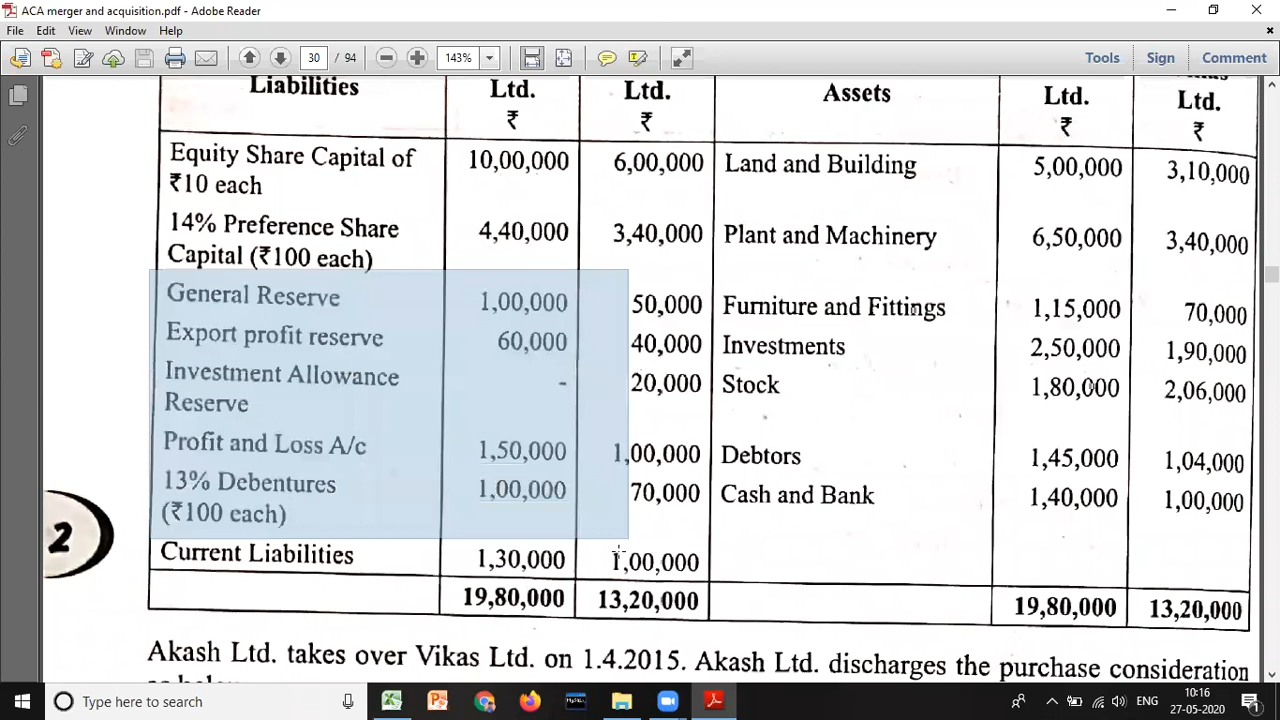 ACA merger and acquisition.pdf - Adobe Reader
File Edit View Window Help
30 / 94 143% Tools Sign Comment
Liabilities Ltd. ₹ Ltd. ₹ Assets Ltd. ₹ Ltd. ₹
Equity Share Capital of ₹10 each 10,00,000 6,00,000 Land and Building 5,00,000 3,10,000
14% Preference Share Capital (₹100 each) 4,40,000 3,40,000 Plant and Machinery 6,50,000 3,40,000
General Reserve 1,00,000 50,000 Furniture and Fittings 1,15,000 70,000
Export profit reserve 60,000 40,000 Investments 2,50,000 1,90,000
Investment Allowance Reserve - 20,000 Stock 1,80,000 2,06,000
Profit and Loss A/c 1,50,000 1,00,000 Debtors 1,45,000 1,04,000
13% Debentures (₹100 each) 1,00,000 70,000 Cash and Bank 1,40,000 1,00,000
Current Liabilities 1,30,000 1,00,000
19,80,000 13,20,000 19,80,000 13,20,000
2
Akash Ltd. takes over Vikas Ltd. on 1.4.2015. Akash Ltd. discharges the purchase consideration
Type here to search
ENG
10:16
27-05-2020